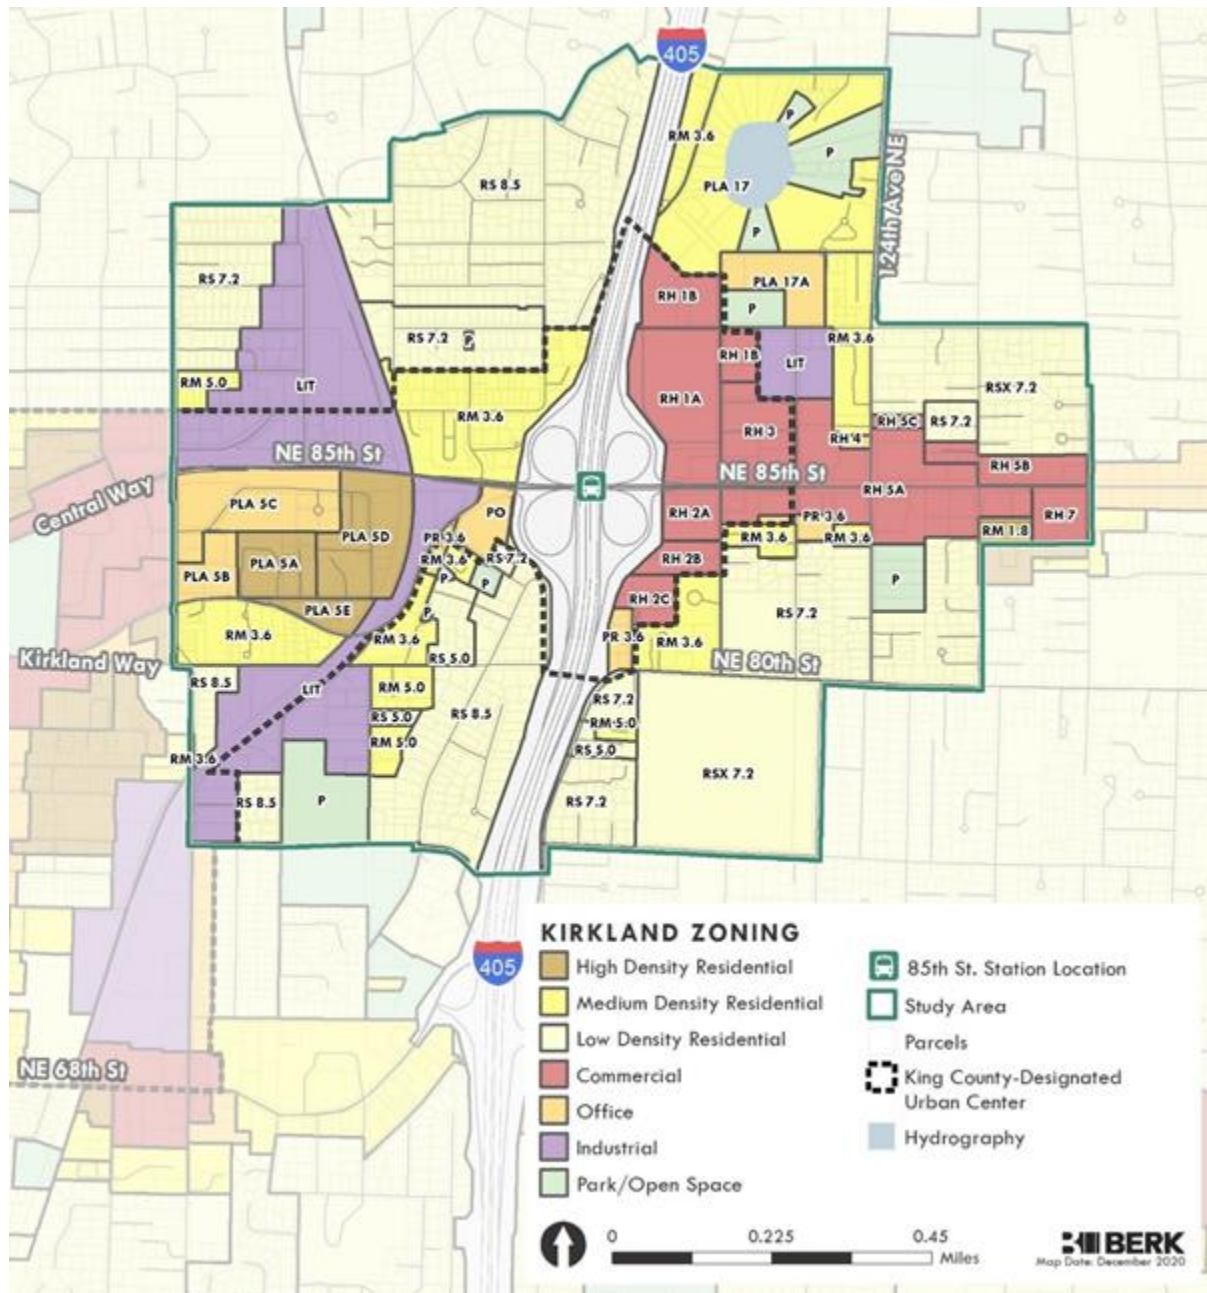 405
RM 3.6
P
P
PLA 17
RS 8.5
124th Ave NE
P
RS 7.2
PLA 17A
RH 1B
P
RS 7.2
P
RM 3.6
RH 1B
LIT
RM 5.0
LIT
RSX 7.2
RH 1A
RM 3.6
RH 5C
RS 7.2
RH 3
RH 4
NE 85th St
RH 5B
NE 85th St
Central Way
RH 5A
PLA 5C
PO
RH 2A
PR 3.6
RH 7
PLA 5D
PR 3.6
RM 3.6
RM 3.6
RM 1.8
RM 3.6
RS 7.2
RH 2B
PLA 5A
PLA 5B
P
P
P
RH 2C
PLA 5E
P
RS 7.2
RM 3.6
RM 3.6
PR 3.6
RM 3.6
RS 5.0
NE 80th St
Kirkland Way
RS 8.5
LIT
RM 5.0
RS 7.2
RS 5.0
RS 8.5
RM 5.0
RM 5.0
RS 5.0
RM 3.6
RSX 7.2
RS 8.5
P
RS 7.2
405
NE 68th St
KIRKLAND ZONING
High Density Residential
Medium Density Residential
Low Density Residential
Commercial
Office
Industrial
Park/Open Space
85th St. Station Location
Study Area
Parcels
King County-Designated
Urban Center
Hydrography
0 0.225 0.45
Miles
BERK
Map Date: December 2020